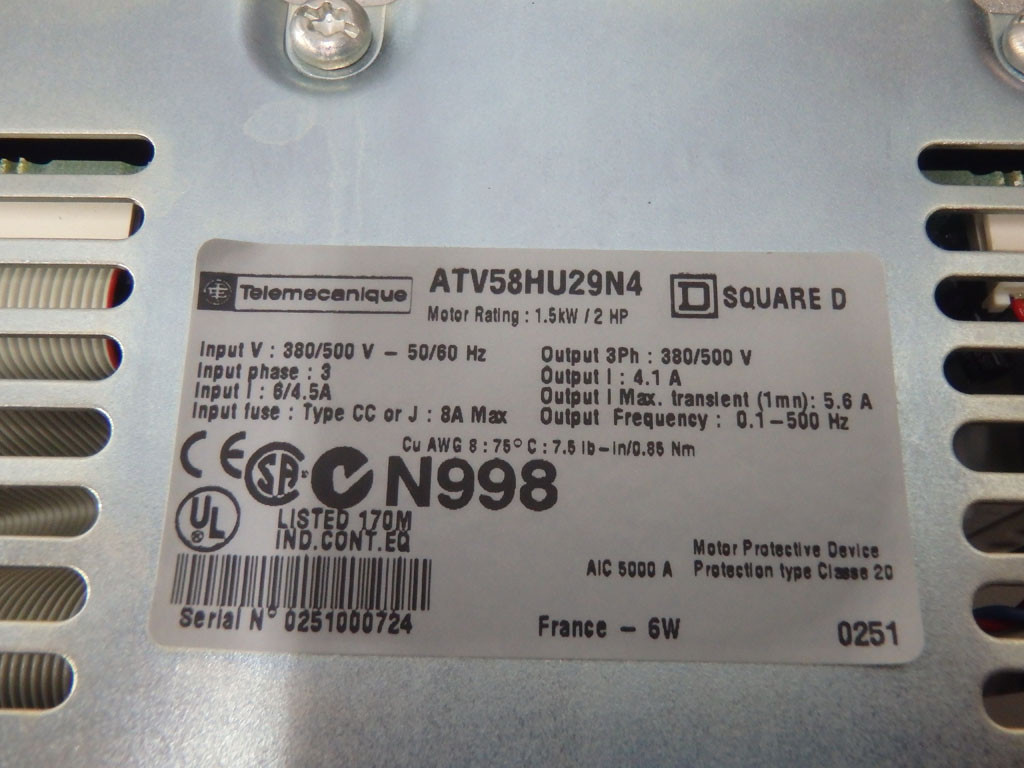 Telemecanique ATV58HU29N4 D SQUARE D
Motor Rating : 1.5kW / 2 HP
Input V : 380/500 V – 50/60 Hz
Input phase : 3
Input I : 6/4.5A
Input fuse : Type CC or J : 8A Max
Output 3Ph : 380/500 V
Output I : 4.1 A
Output I Max. transient (1mn): 5.6 A
Output Frequency : 0.1–500 Hz
Cu AWG 8 : 75° C : 7.5 lb–in/0.85 Nm
CE SA N998
UL ® LISTED 170M
IND.CONT.EQ
AIC 5000 A
Motor Protective Device
Protection type Classe 20
Serial N° 0251000724
France – 6W
0251